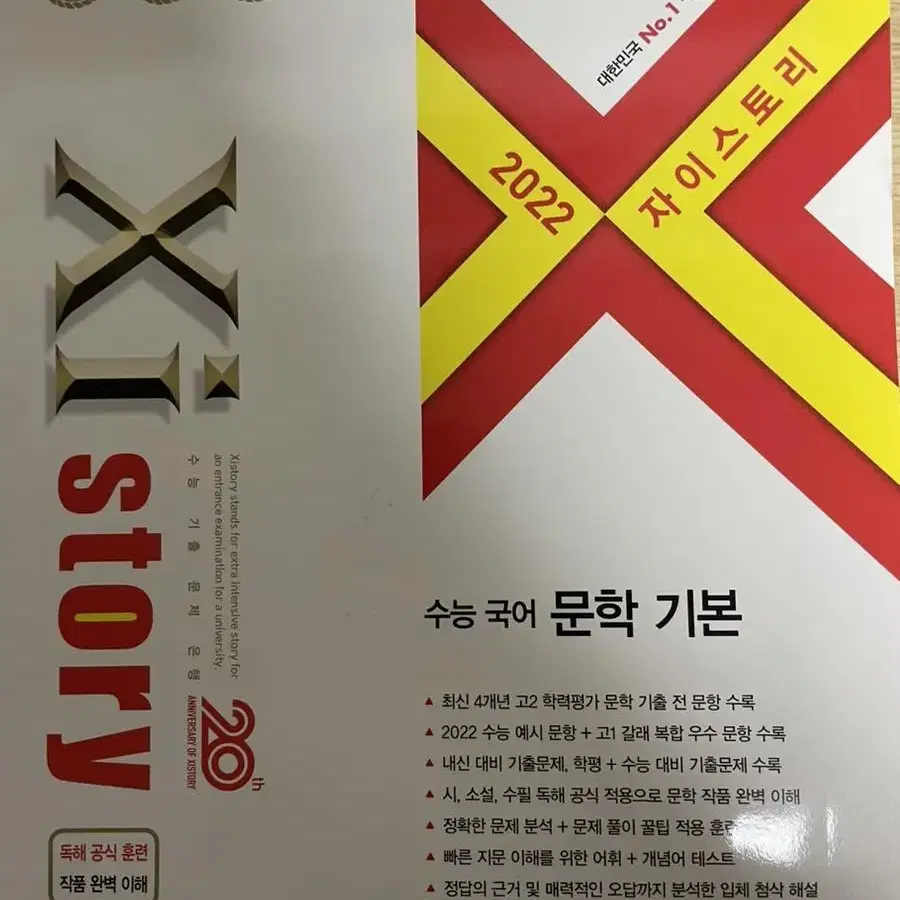 대한민국 No.1
2022 자이스토리
Xi story
Xistory stands for extra intensive story for
an entrance examination for a university.
수능 기출 문제 은행
20th
ANNIVERSARY OF XISTORY
독해 공식 훈련
작품 완벽 이해
수능 국어 문학 기본
▲ 최신 4개년 고2 학력평가 문학 기출 전 문항 수록
▲ 2022 수능 예시 문항 + 고1 갈래 복합 우수 문항 수록
▲ 내신 대비 기출문제, 학평 + 수능 대비 기출문제 수록
▲ 시, 소설, 수필 독해 공식 적용으로 문학 작품 완벽 이해
▲ 정확한 문제 분석 + 문제 풀이 꿀팁 적용 훈련
▲ 빠른 지문 이해를 위한 어휘 + 개념어 테스트
▲ 정답의 근거 및 매력적인 오답까지 분석한 입체 첨삭 해설